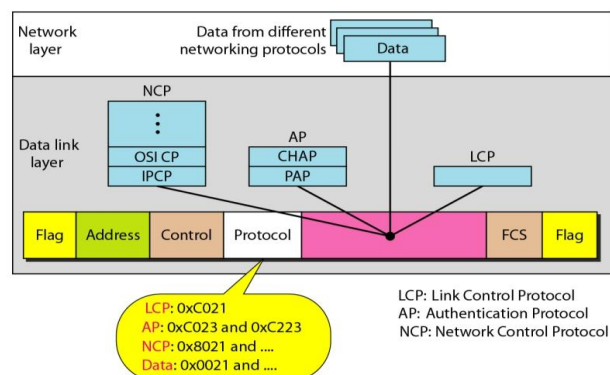 Network
layer
Data from different
networking protocols
Data
NCP
OSI CP
IPCP
AP
CHAP
PAP
LCP
Data link
layer
Flag
Address
Control
Protocol
FCS
Flag
LCP: 0xC021
AP: 0xC023 and 0xC223
NCP: 0x8021 and ....
Data: 0x0021 and ....
LCP: Link Control Protocol
AP: Authentication Protocol
NCP: Network Control Protocol